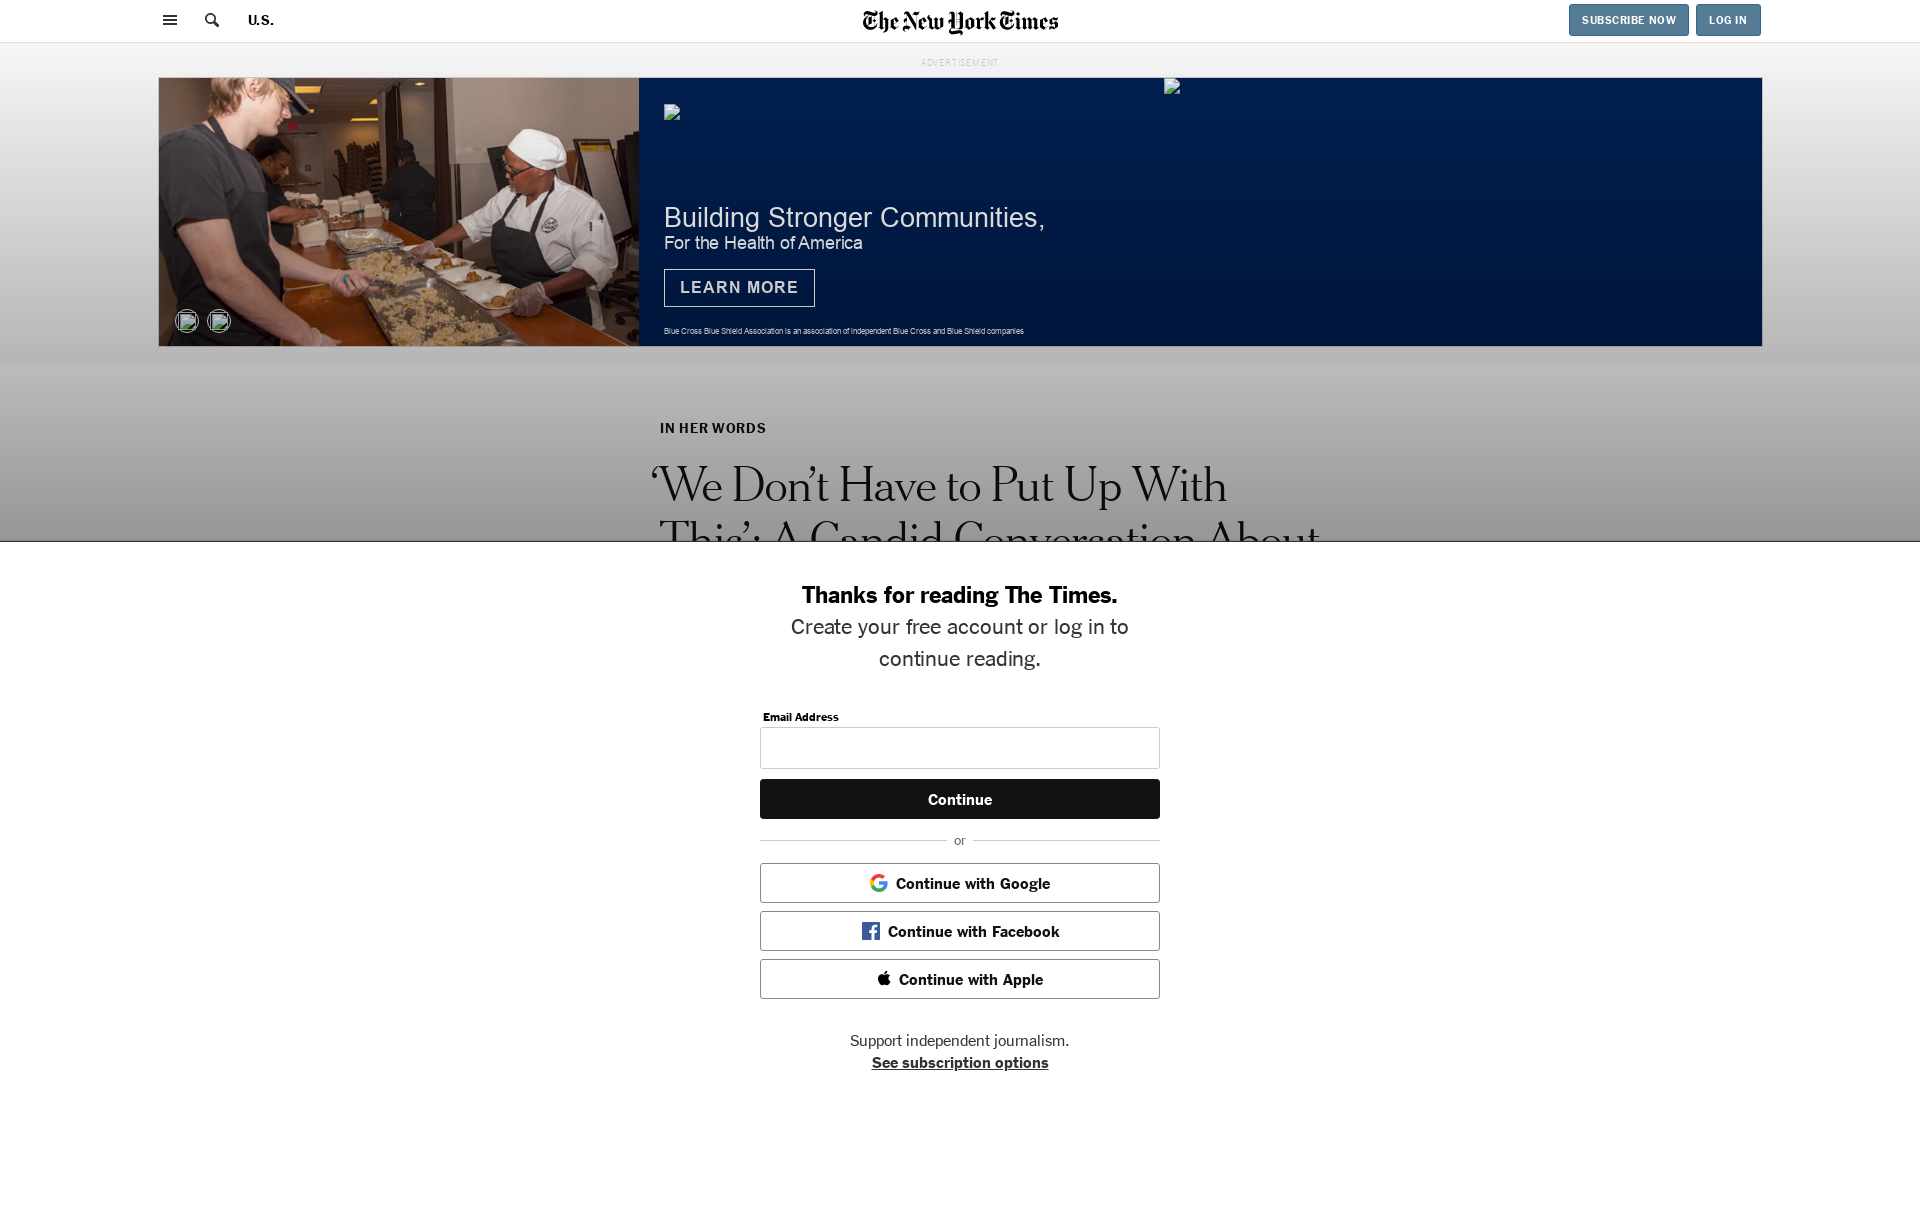 U.S.
The New York Times
SUBSCRIBE NOW
LOG IN
ADVERTISEMENT
Building Stronger Communities,
For the Health of America
LEARN MORE
Blue Cross Blue Shield Association is an association of independent Blue Cross and Blue Shield companies
IN HER WORDS
‘We Don’t Have to Put Up With
This’: A Candid Conversation About
Thanks for reading The Times.
Create your free account or log in to
continue reading.
Email Address
Continue
or
Continue with Google
Continue with Facebook
Continue with Apple
Support independent journalism.
See subscription options